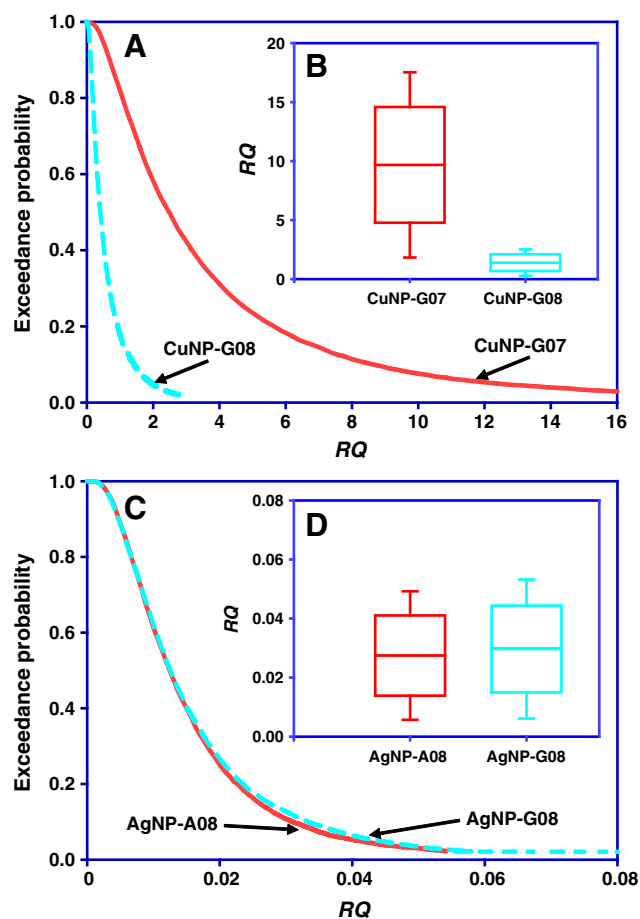 A
B
Exceedance probability
1.0
0.8
0.6
0.4
0.2
0.0
RQ
20
15
10
5
0
CuNP-G07 CuNP-G08
CuNP-G08
CuNP-G07
0 2 4 6 8 10 12 14 16
RQ
C
D
Exceedance probability
1.0
0.8
0.6
0.4
0.2
0.0
RQ
0.08
0.06
0.04
0.02
0.00
AgNP-A08 AgNP-G08
AgNP-A08
AgNP-G08
0 0.02 0.04 0.06 0.08
RQ